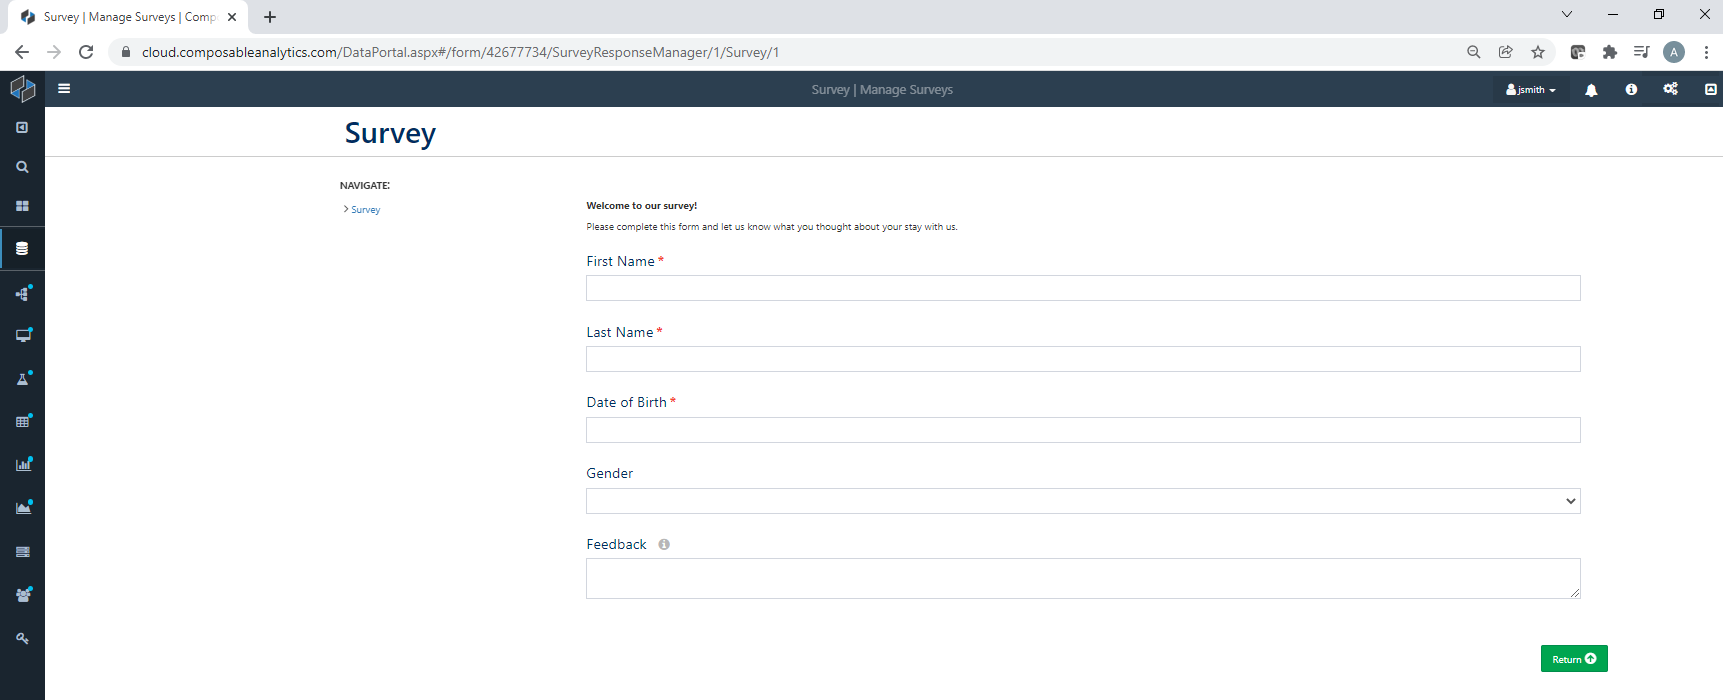 Survey | Manage Surveys | Comp
cloud.composableanalytics.com/DataPortal.aspx#/form/42677734/SurveyResponseManager/1/Survey/1
A
Survey | Manage Surveys
jsmith
Survey
NAVIGATE:
Survey
Welcome to our survey!
Please complete this form and let us know what you thought about your stay with us.
First Name *
Last Name *
Date of Birth *
Gender
Feedback
Return